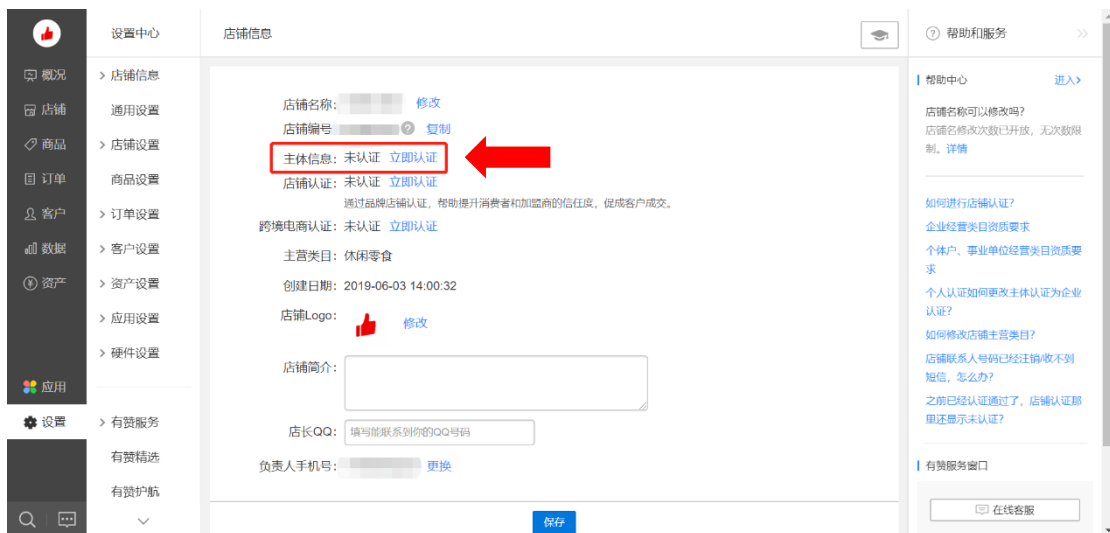 设置中心
店铺信息
帮助和服务
概况
店铺
商品
订单
客户
数据
资产
应用
设置
店铺信息
通用设置
店铺设置
商品设置
订单设置
客户设置
资产设置
应用设置
硬件设置
有赞服务
有赞精选
有赞护航
店铺名称: 修改
店铺编号 复制
主体信息: 未认证 立即认证
店铺认证: 未认证 立即认证
通过品牌店铺认证，帮助提升消费者和加盟商的信任度，促成客户成交。
跨境电商认证: 未认证 立即认证
主营类目: 休闲零食
创建日期: 2019-06-03 14:00:32
店铺Logo: 修改
店铺简介:
店长QQ: 填写能联系到你的QQ号码
负责人手机号: 更换
保存
帮助中心 进入>
店铺名称可以修改吗?
店铺名修改次数已开放，无次数限
制。详情
如何进行店铺认证?
企业经营类目资质要求
个体户、事业单位经营类目资质要
求
个人认证如何更改主体认证为企业
认证?
如何修改店铺主营类目?
店铺联系人号码已经注销/收不到
短信，怎么办?
之前已经认证通过了，店铺认证那
里还显示未认证?
有赞服务窗口
在线客服